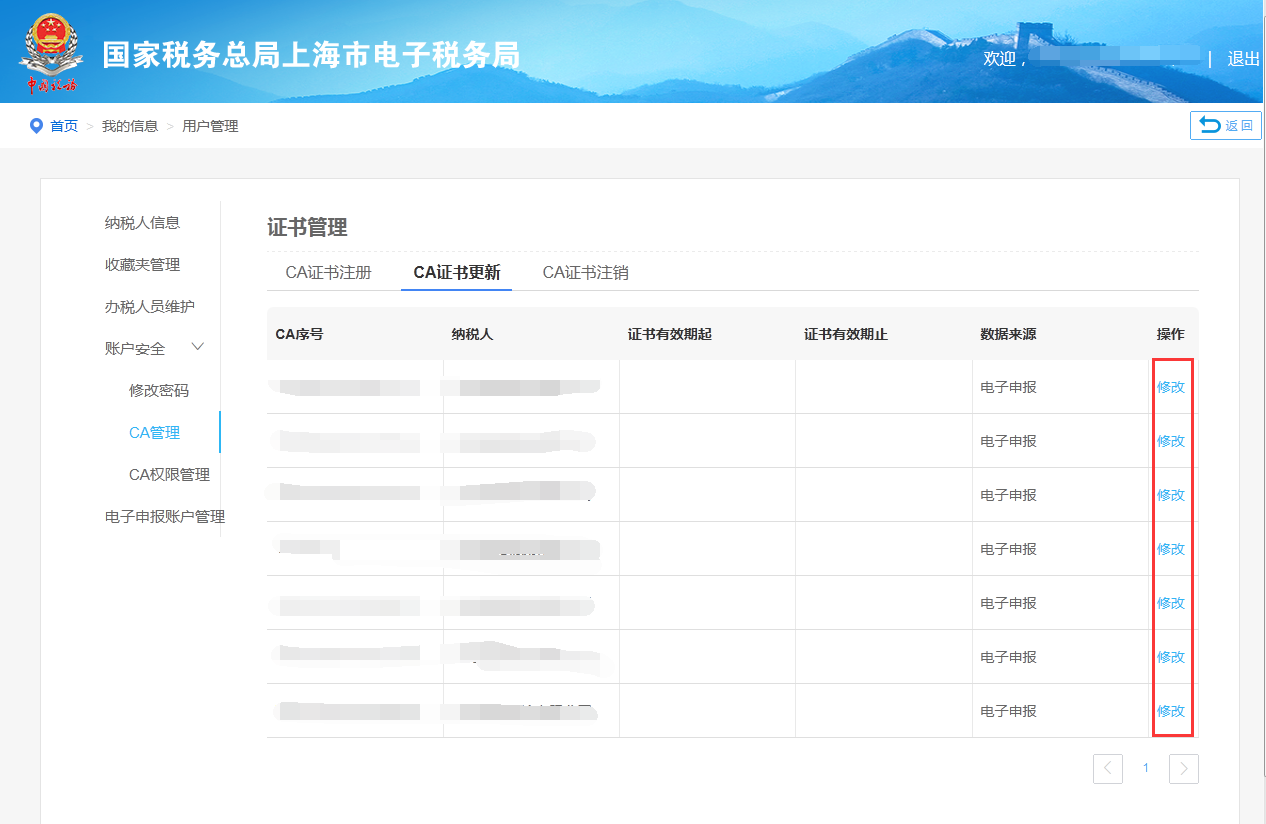 国家税务总局上海市电子税务局
中国税务
欢迎， | 退出
首页 > 我的信息 > 用户管理
返回
纳税人信息
收藏夹管理
办税人员维护
账户安全
修改密码
CA管理
CA权限管理
电子申报账户管理
证书管理
CA证书注册 CA证书更新 CA证书注销
CA序号 纳税人 证书有效期起 证书有效期止 数据来源 操作
电子申报 修改
电子申报 修改
电子申报 修改
电子申报 修改
电子申报 修改
电子申报 修改
电子申报 修改
< 1 >